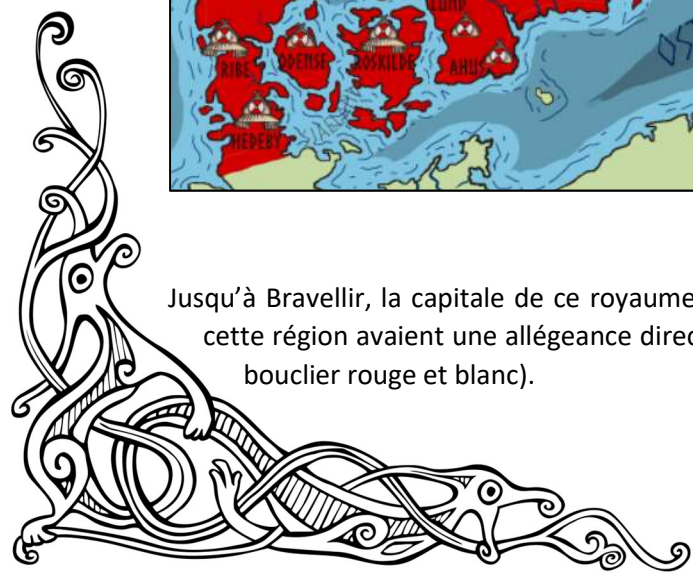 LUND
RIBE
ODENSE
ROSKILDE
AHUS
HEDEBY
Jusqu’à Bravellir, la capitale de ce royaume
cette région avaient une allégeance direc
bouclier rouge et blanc).